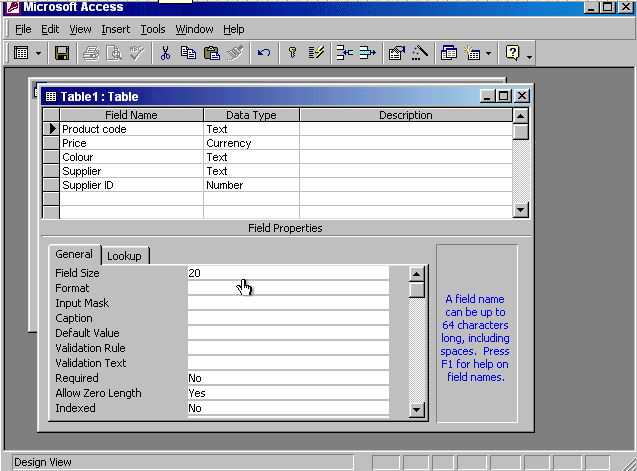 Microsoft Access
File Edit View Insert Tools Window Help
Table1 : Table
Field Name Data Type Description
Product code Text
Price Currency
Colour Text
Supplier Text
Supplier ID Number
Field Properties
General Lookup
Field Size 20
Format
Input Mask
Caption
Default Value
Validation Rule
Validation Text
Required No
Allow Zero Length Yes
Indexed No
A field name
can be up to
64 characters
long, including
spaces. Press
F1 for help on
field names.
Design View